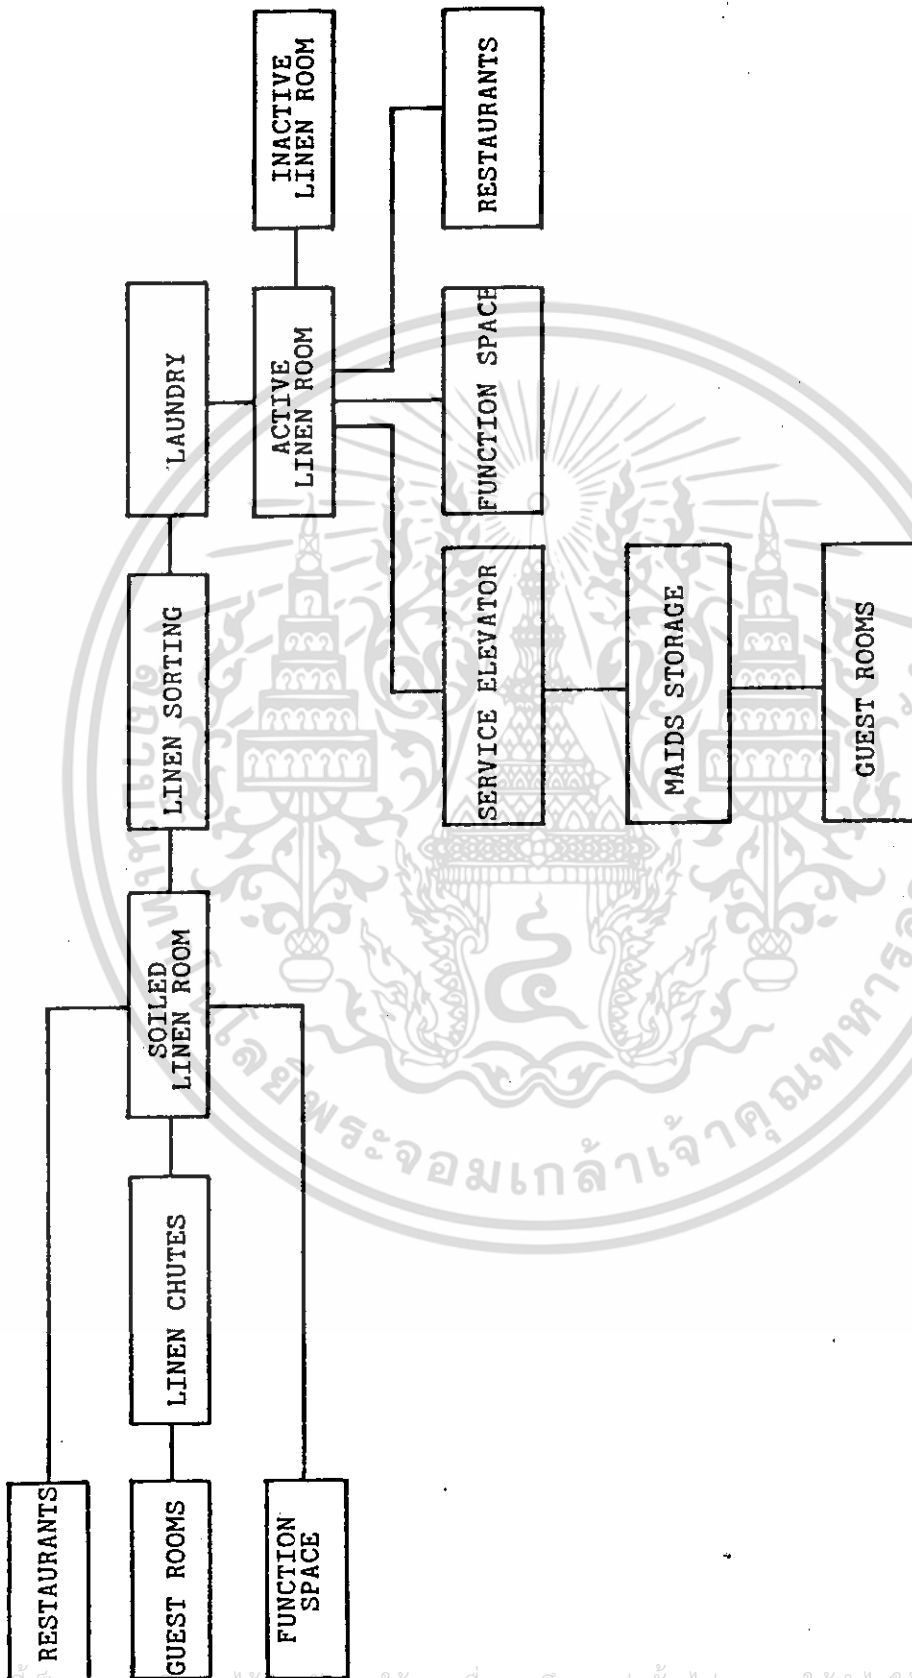 RESTAURANTS
GUEST ROOMS
FUNCTION
SPACE
LINEN CHUTES
SOILED
LINEN ROOM
LINEN SORTING
LAUNDRY
ACTIVE
LINEN ROOM
INACTIVE
LINEN ROOM
SERVICE ELEVATOR
FUNCTION SPACE
RESTAURANTS
MAIDS STORAGE
GUEST ROOMS